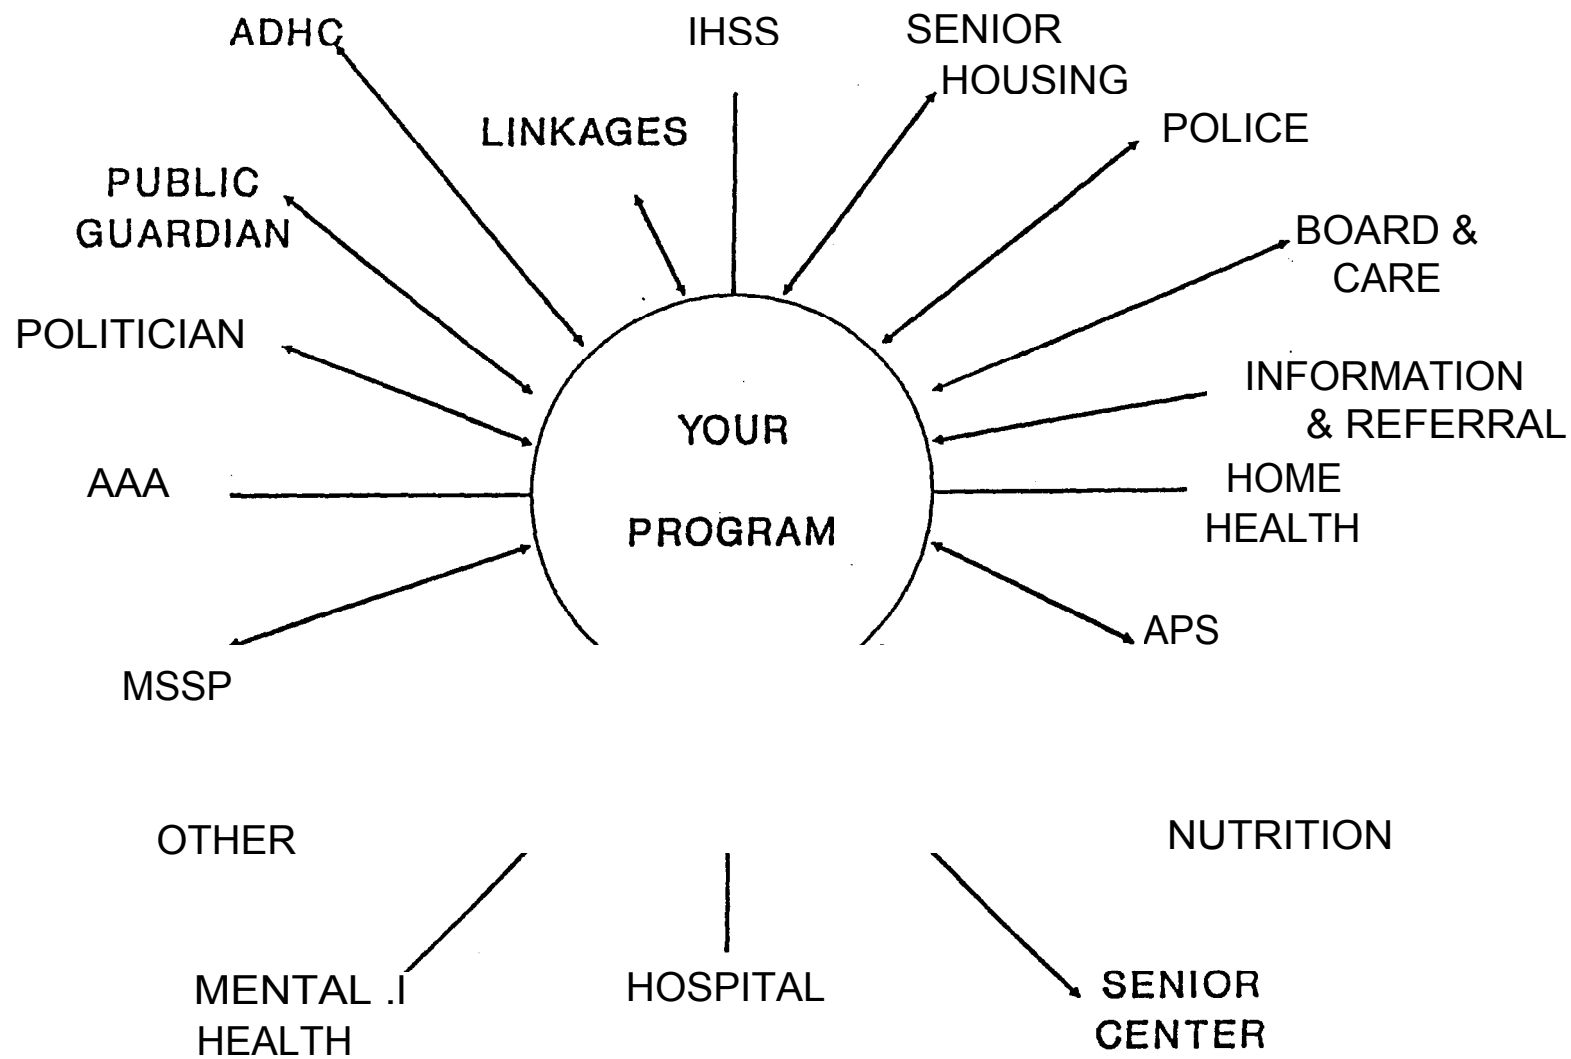 ADHC
IHSS
SENIOR
HOUSING
LINKAGES
POLICE
PUBLIC
GUARDIAN
BOARD &
CARE
POLITICIAN
INFORMATION
& REFERRAL
YOUR
PROGRAM
AAA
HOME
HEALTH
APS
MSSP
OTHER
NUTRITION
MENTAL .I
HEALTH
HOSPITAL
SENIOR
CENTER